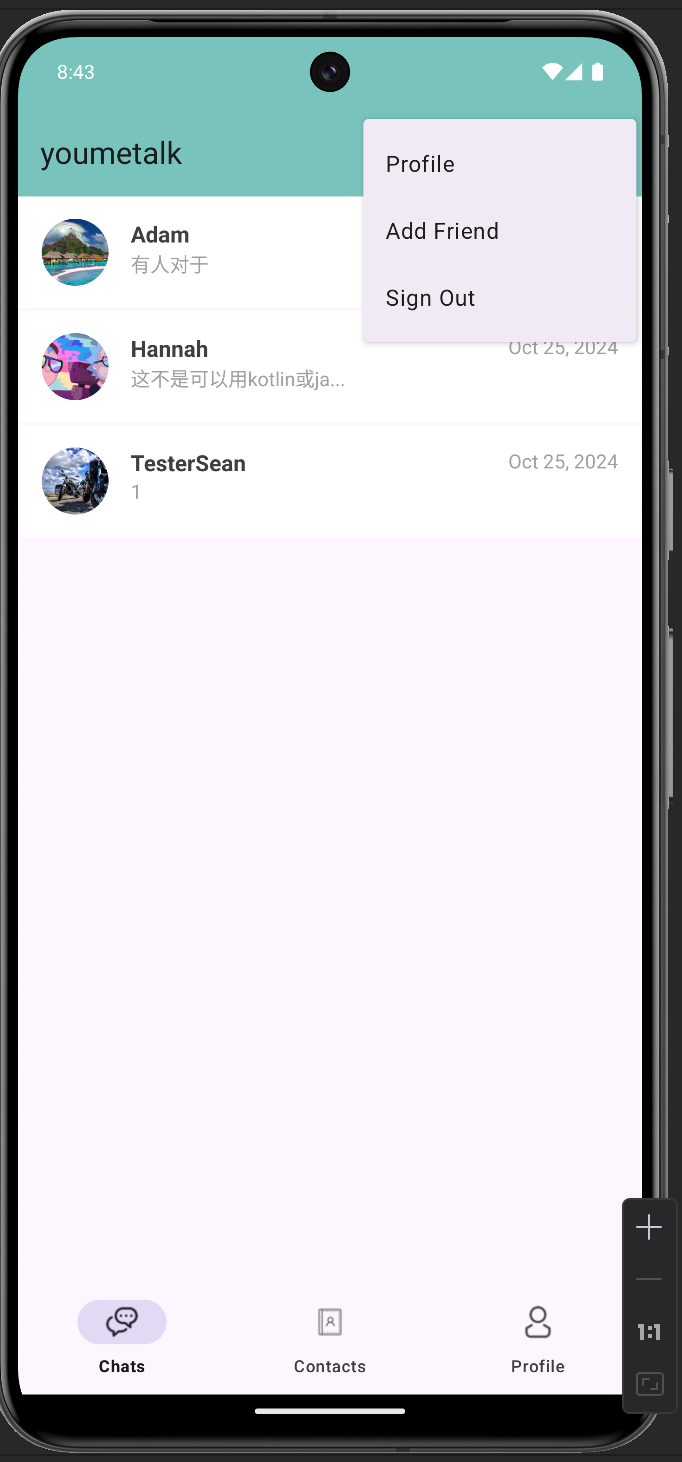 8:43
youmetalk
Profile
Add Friend
Sign Out
Adam
有人对于
Hannah
Oct 25, 2024
这不是可以用kotlin或ja...
TesterSean
Oct 25, 2024
1
Chats
Contacts
Profile
1:1